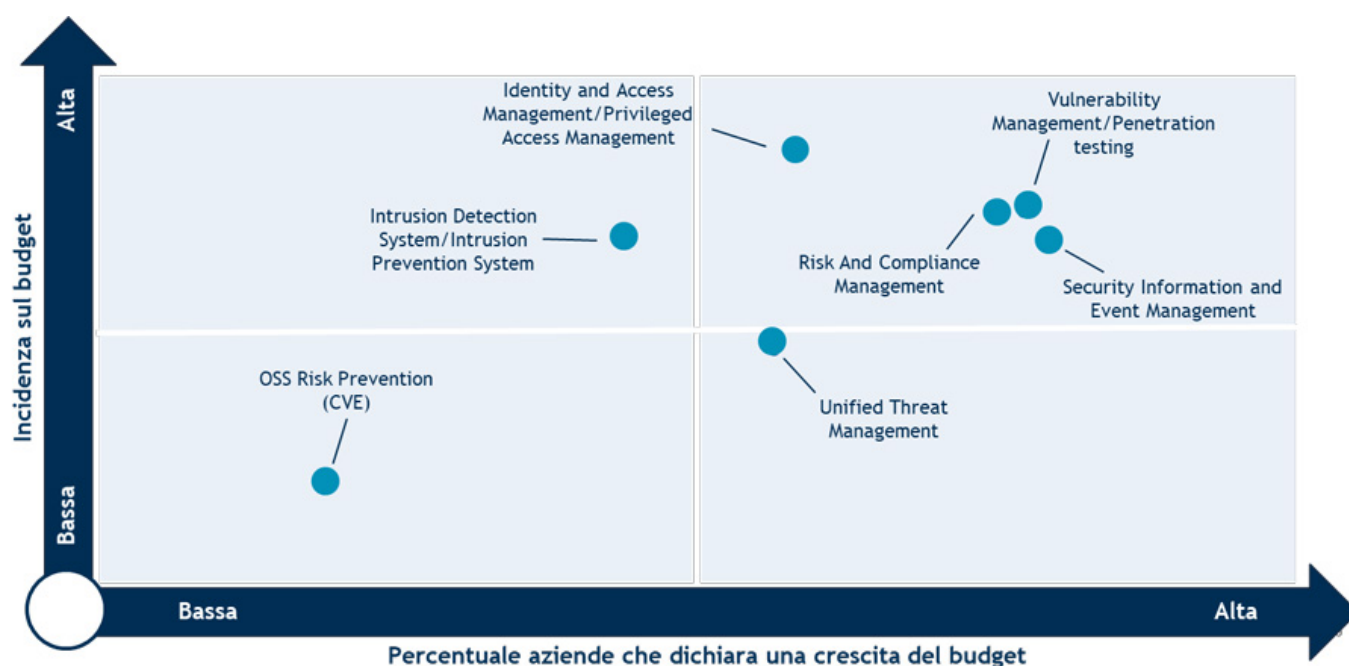 Alta
Incidenza sul budget
Bassa
Identity and Access
Management/Privileged
Access Management
Vulnerability
Management/Penetration
testing
Intrusion Detection
System/Intrusion
Prevention System
Risk And Compliance
Management
Security Information and
Event Management
OSS Risk Prevention
(CVE)
Unified Threat
Management
Bassa
Alta
Percentuale aziende che dichiara una crescita del budget